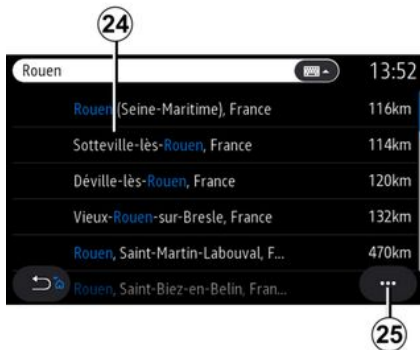 24
Rouen 13:52
Rouen (Seine-Maritime), France 116km
Sotteville-lès-Rouen, France 114km
Déville-lès-Rouen, France 120km
Vieux-Rouen-sur-Bresle, France 132km
Rouen, Saint-Martin-Labouval, F... 470km
Rouen, Saint-Biez-en-Belin, Fran... ...
25